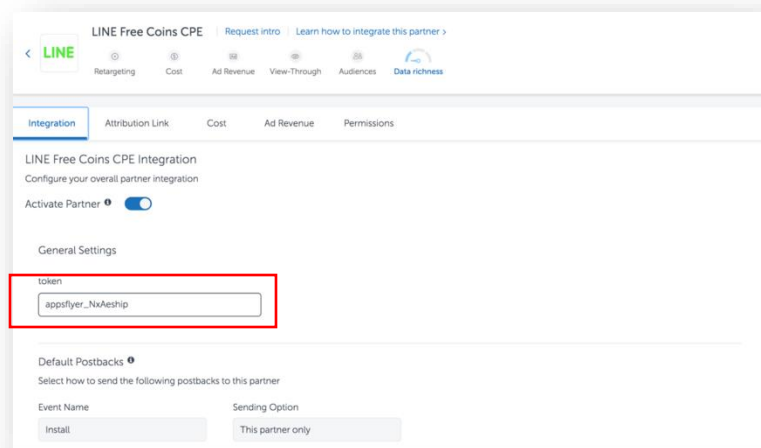 LINE Free Coins CPE Request intro Learn how to integrate this partner >
< LINE
Retargeting Cost Ad Revenue View-Through Audiences Data richness
Integration Attribution Link Cost Ad Revenue Permissions
LINE Free Coins CPE Integration
Configure your overall partner integration
Activate Partner
General Settings
token
appsflyer_NxAeship
Default Postbacks
Select how to send the following postbacks to this partner
Event Name Sending Option
Install This partner only